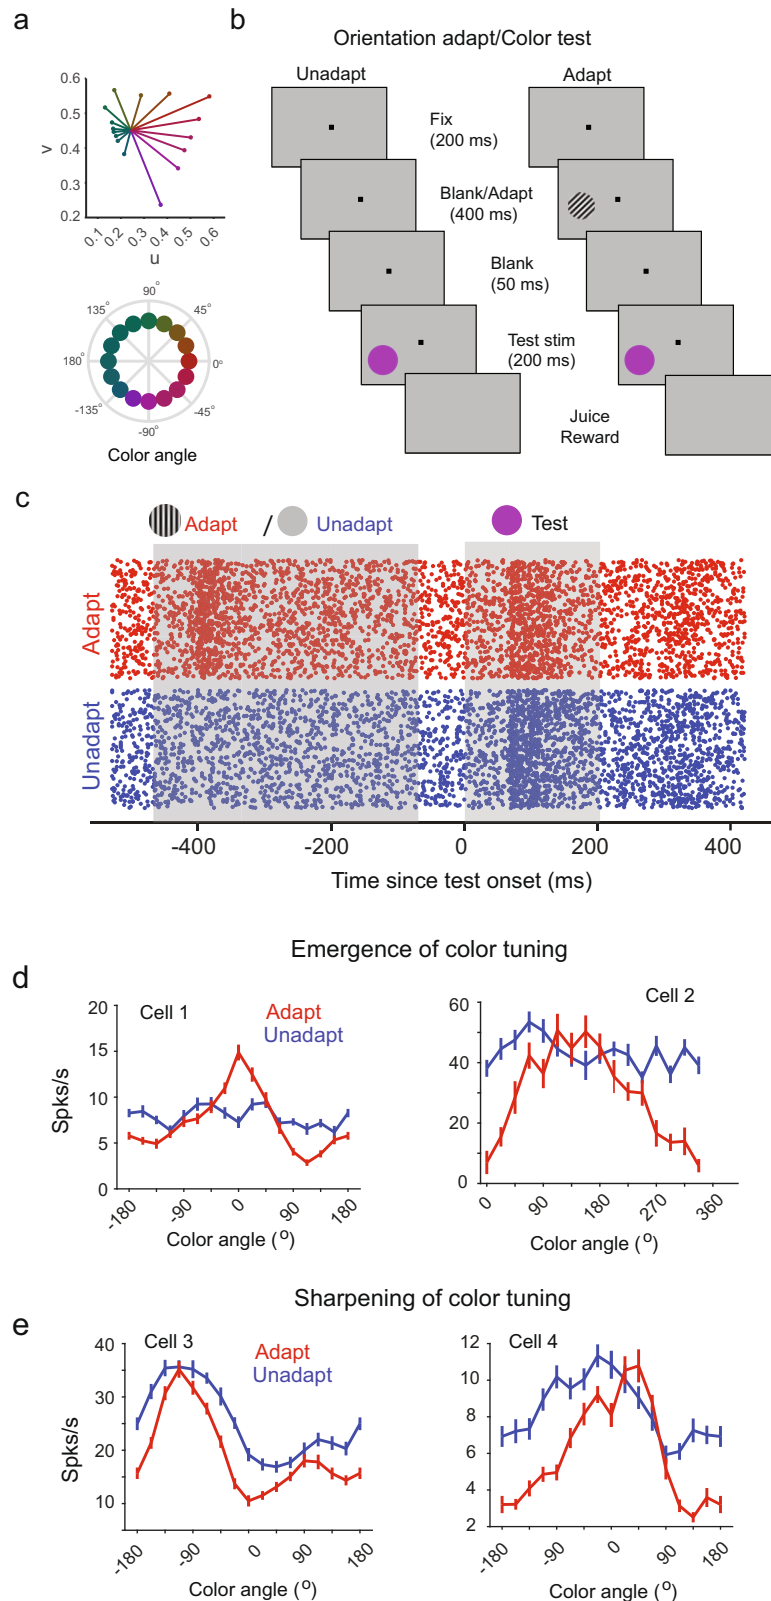 a
0.6
0.5
0.4
0.3
0.2
v
0.1
0.2
0.3
0.4
0.5
0.6
u
90°
135°
45°
180°
0°
-135°
-45°
-90°
Color angle
b
Orientation adapt/Color test
Unadapt
Adapt
Fix
(200 ms)
Blank/Adapt
(400 ms)
Blank
(50 ms)
Test stim
(200 ms)
Juice
Reward
c
Adapt / Unadapt
Test
Adapt
Unadapt
-400
-200
0
200
400
Time since test onset (ms)
Emergence of color tuning
d
Cell 1
Adapt
Unadapt
20
15
10
5
0
Spks/s
-180
-90
0
90
180
Color angle (°)
Cell 2
60
40
20
0
0
90
180
270
360
Color angle (°)
Sharpening of color tuning
e
Cell 3
Adapt
Unadapt
40
30
20
10
Spks/s
-180
-90
0
90
180
Color angle (°)
Cell 4
12
10
8
6
4
2
-180
-90
0
90
180
Color angle (°)